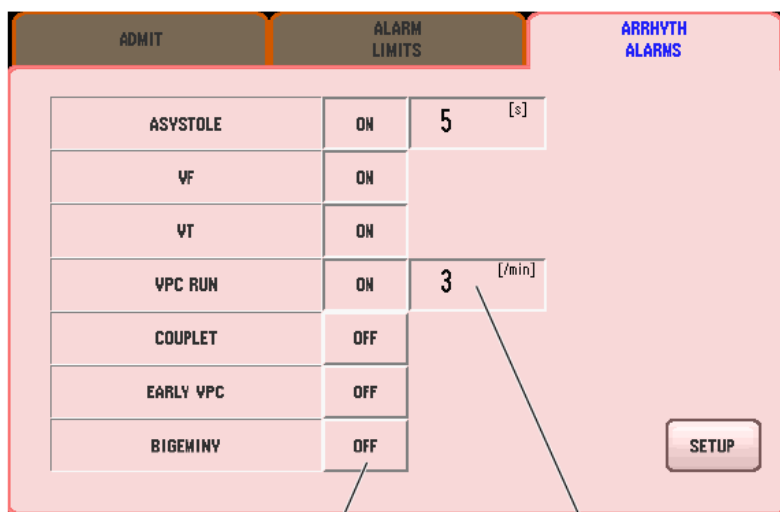 ADMIT
ALARM
LIMITS
ARRHYTH
ALARMS
ASYSTOLE ON 5 [s]
VF ON
VT ON
VPC RUN ON 3 [/min]
COUPLET OFF
EARLY VPC OFF
BIGEMINY OFF
SETUP